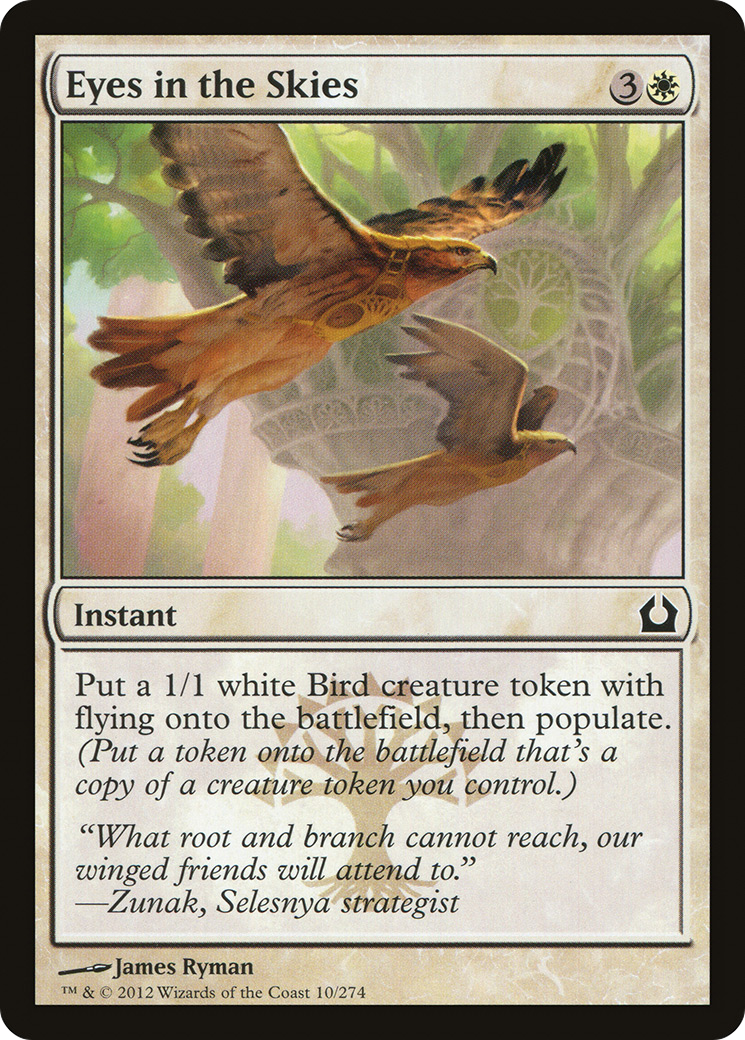 Eyes in the Skies
3
Instant
Put a 1/1 white Bird creature token with
flying onto the battlefield, then populate.
(Put a token onto the battlefield that's a
copy of a creature token you control.)
“What root and branch cannot reach, our
winged friends will attend to.”
—Zunak, Selesnya strategist
James Ryman
™ & © 2012 Wizards of the Coast 10/274